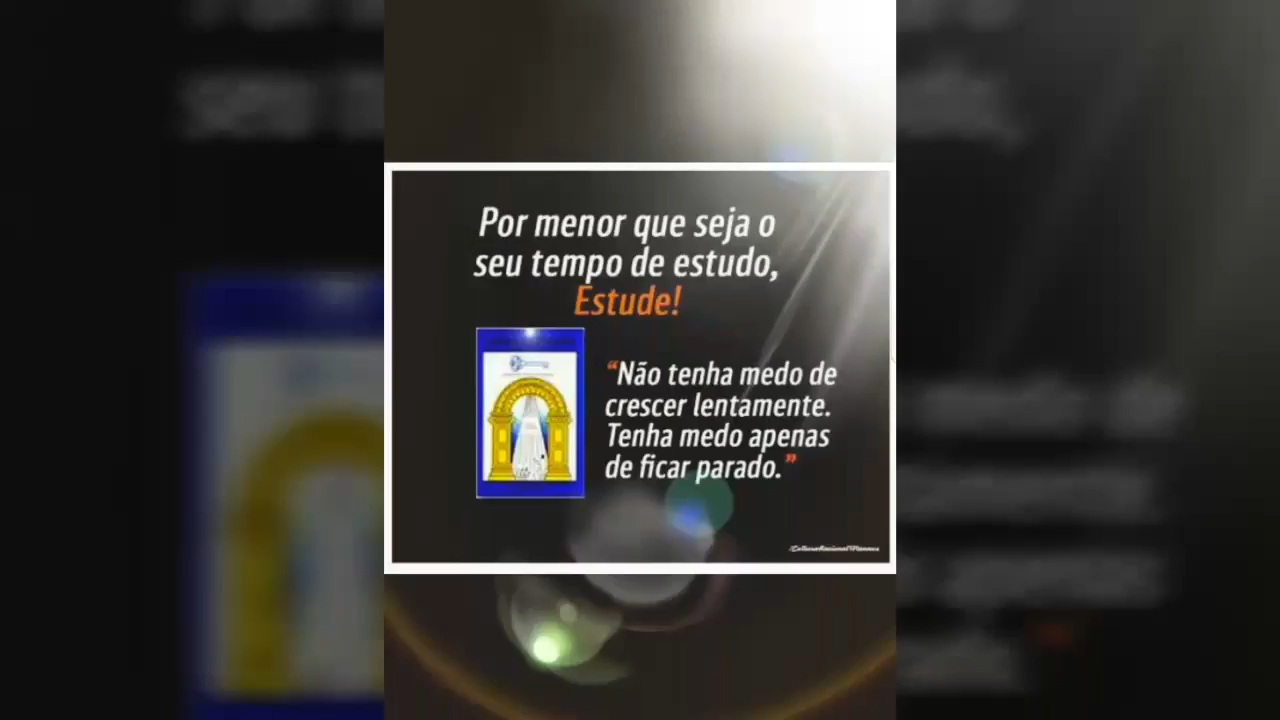 Por menor que seja o
seu tempo de estudo,
Estude!
“Não tenha medo de
crescer lentamente.
Tenha medo apenas
de ficar parado.”